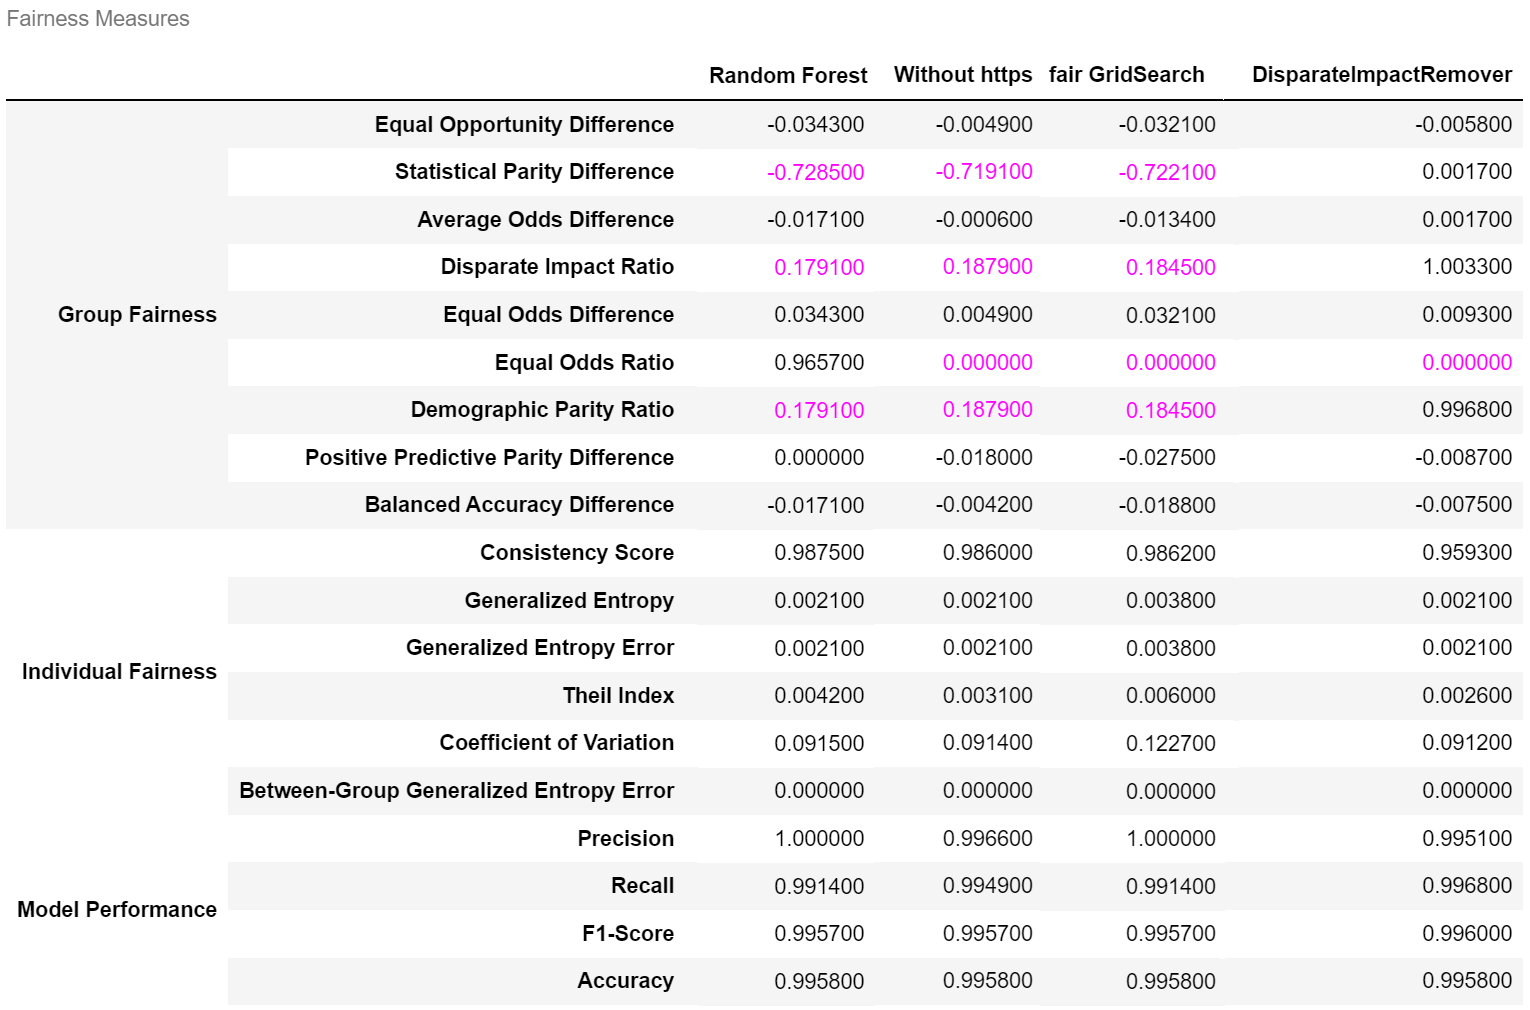 Fairness Measures
Random Forest Without https fair GridSearch DisparateImpactRemover
Equal Opportunity Difference -0.034300 -0.004900 -0.032100 -0.005800
Statistical Parity Difference -0.728500 -0.719100 -0.722100 0.001700
Average Odds Difference -0.017100 -0.000600 -0.013400 0.001700
Disparate Impact Ratio 0.179100 0.187900 0.184500 1.003300
Group Fairness Equal Odds Difference 0.034300 0.004900 0.032100 0.009300
Equal Odds Ratio 0.965700 0.000000 0.000000 0.000000
Demographic Parity Ratio 0.179100 0.187900 0.184500 0.996800
Positive Predictive Parity Difference 0.000000 -0.018000 -0.027500 -0.008700
Balanced Accuracy Difference -0.017100 -0.004200 -0.018800 -0.007500
Consistency Score 0.987500 0.986000 0.986200 0.959300
Generalized Entropy 0.002100 0.002100 0.003800 0.002100
Generalized Entropy Error 0.002100 0.002100 0.003800 0.002100
Individual Fairness
Theil Index 0.004200 0.003100 0.006000 0.002600
Coefficient of Variation 0.091500 0.091400 0.122700 0.091200
Between-Group Generalized Entropy Error 0.000000 0.000000 0.000000 0.000000
Precision 1.000000 0.996600 1.000000 0.995100
Recall 0.991400 0.994900 0.991400 0.996800
Model Performance
F1-Score 0.995700 0.995700 0.995700 0.996000
Accuracy 0.995800 0.995800 0.995800 0.995800